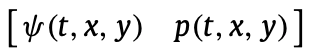 [ψ(t, x, y) p(t, x, y)]